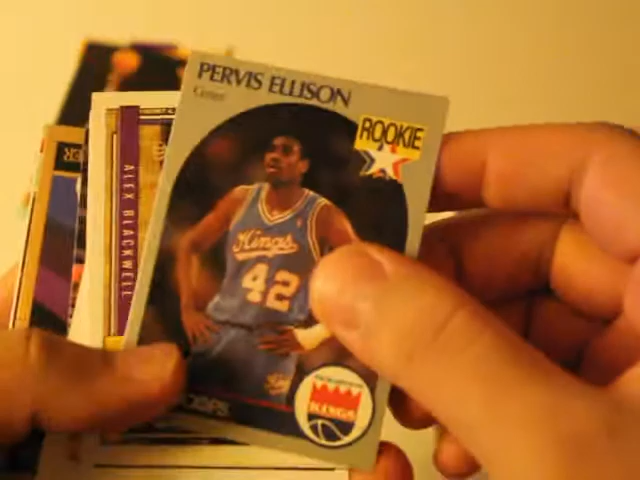 PERVIS ELLISON
Center
ROOKIE
Kings
42
KINGS
ALEX BLACKWELL